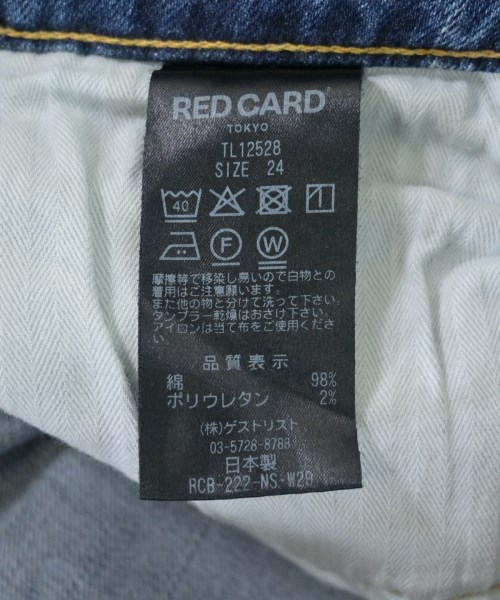 RED CARD
TOKYO
TL12528
SIZE 24
40
F W
摩擦等で移染し易いので白物との
着用はご注意願います。
また他の物と分けて洗って下さい。
タンブラー乾燥はおさけ下さい。
アイロンは当て布をご使用くださ
い。
品質表示
綿 98%
ポリウレタン 2%
(株)ゲストリスト
03-5728-8788
日本製
RCB-222-NS-W29